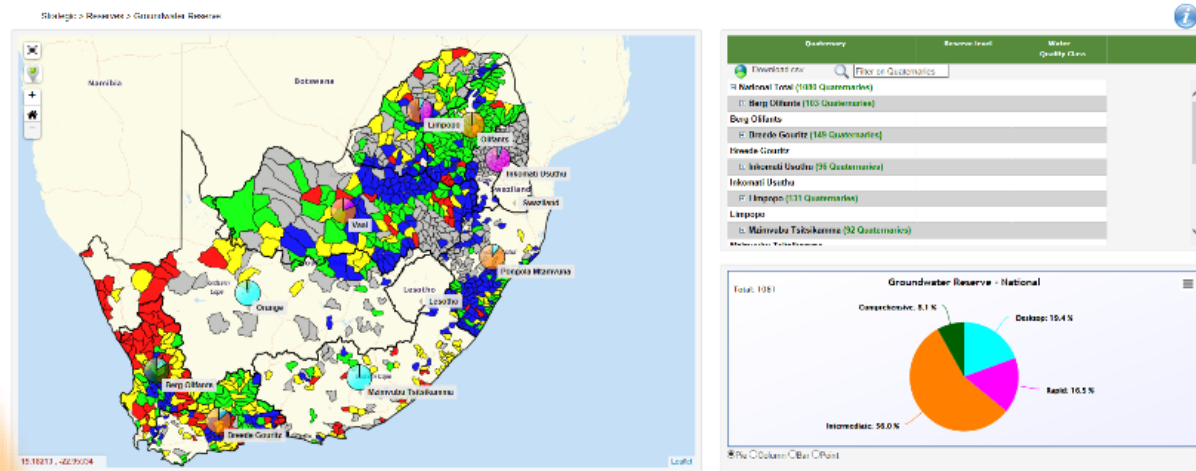 Strategic > Reserves > Groundwater Reserve
Namibia
Botswana
Limpopo
Olifants
Inkomati Usuthu
Swaziland
Swaziland
Vaal
Pongola Mtamvuna
Lesotho
Lesotho
Orange
Berg Olifants
Mzimvubu Tsitsikamma
Breede Gouritz
Leaflet
Quaternary Reserve level Water Quality Class
Download csv Filter on Quaternaries
National Total (1080 Quaternaries)
Berg Olifants (103 Quaternaries)
Berg Olifants
Breede Gouritz (149 Quaternaries)
Breede Gouritz
Inkomati Usuthu (96 Quaternaries)
Inkomati Usuthu
Limpopo (131 Quaternaries)
Limpopo
Mzimvubu Tsitsikamma (92 Quaternaries)
Mzimvubu Tsitsikamma
Groundwater Reserve - National
Total: 1081
Comprehensive: 8.1 %
Desktop: 19.4 %
Rapid: 16.5 %
Intermediate: 56.0 %
Pie Column Bar Point